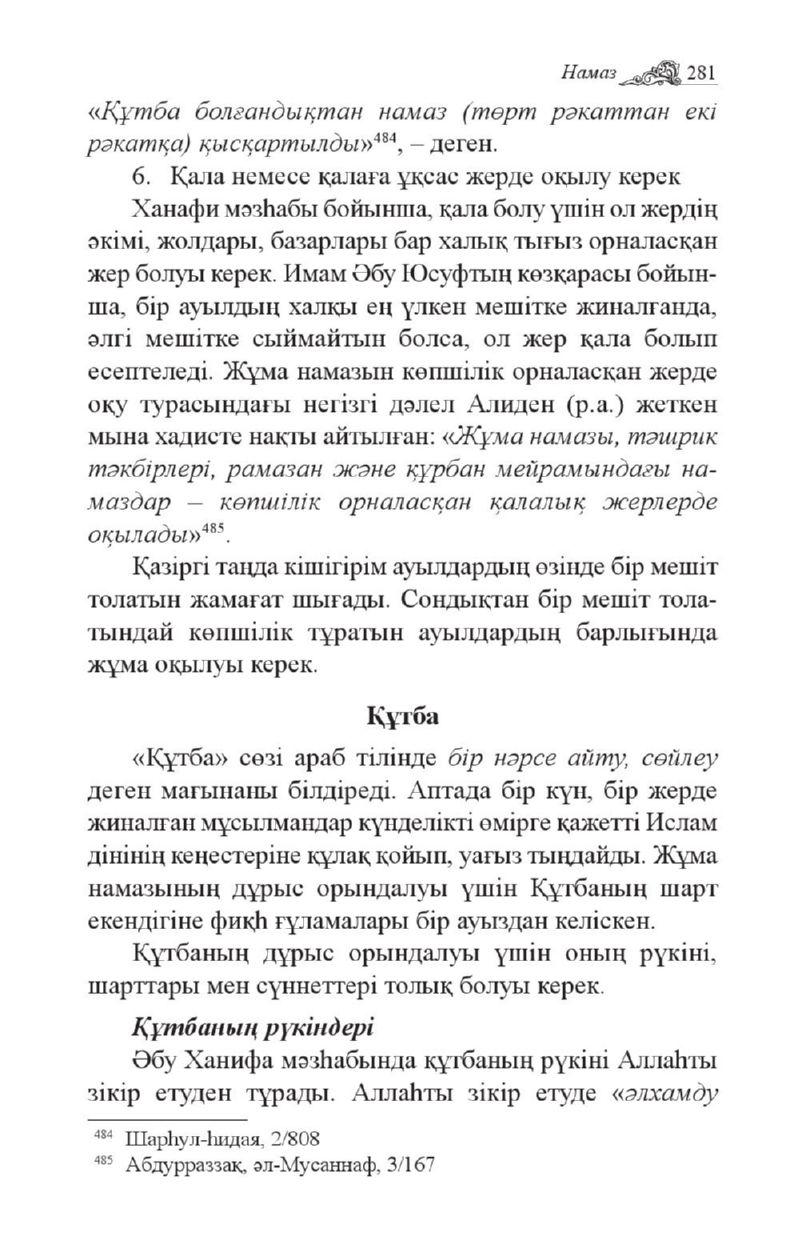 Намаз 281
«Құтба болғандықтан намаз (төрт рәкаттан екі
рәкатқа) қысқартылды»⁴⁸⁴, – деген.
6. Қала немесе қалаға ұқсас жерде оқылу керек
Ханафи мәзһабы бойынша, қала болу үшін ол жердің
әкімі, жолдары, базарлары бар халық тығыз орналасқан
жер болуы керек. Имам Әбу Юсуфтың көзқарасы бойын-
ша, бір ауылдың халқы ең үлкен мешітке жиналғанда,
әлгі мешітке сыймайтын болса, ол жер қала болып
есептеледі. Жұма намазын көпшілік орналасқан жерде
оқу турасындағы негізгі дәлел Алиден (р.а.) жеткен
мына хадисте нақты айтылған: «Жұма намазы, тәшрик
тәкбірлері, рамазан және құрбан мейрамындағы на-
маздар – көпшілік орналасқан қалалық жерлерде
оқылады»⁴⁸⁵.
Қазіргі таңда кішігірім ауылдардың өзінде бір мешіт
толатын жамағат шығады. Сондықтан бір мешіт тола-
тындай көпшілік тұратын ауылдардың барлығында
жұма оқылуы керек.
Құтба
«Құтба» сөзі араб тілінде бір нәрсе айту, сөйлеу
деген мағынаны білдіреді. Аптада бір күн, бір жерде
жиналған мұсылмандар күнделікті өмірге қажетті Ислам
дінінің кеңестеріне құлақ қойып, уағыз тыңдайды. Жұма
намазының дұрыс орындалуы үшін Құтбаның шарт
екендігіне фиқһ ғұламалары бір ауыздан келіскен.
Құтбаның дұрыс орындалуы үшін оның рүкіні,
шарттары мен сүннеттері толық болуы керек.
Құтбаның рүкіндері
Әбу Ханифа мәзһабында құтбаның рүкіні Аллаһты
зікір етуден тұрады. Аллаһты зікір етуде «әлхамду
⁴⁸⁴ Шарһул-һидая, 2/808
⁴⁸⁵ Абдурраззақ, әл-Мусаннаф, 3/167